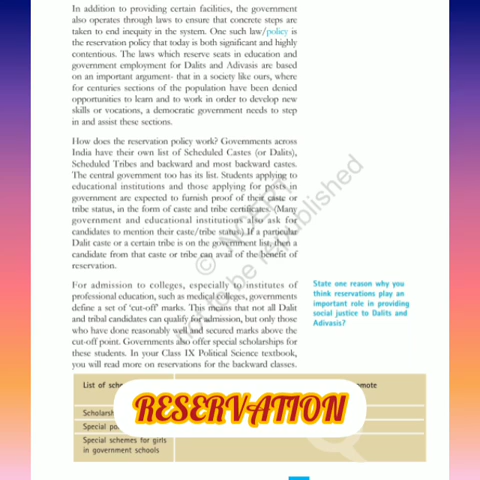 In addition to providing certain facilities, the government
also operates through laws to ensure that concrete steps are
taken to end inequity in the system. One such law/policy is
the reservation policy that today is both significant and highly
contentious. The laws which reserve seats in education and
government employment for Dalits and Adivasis are based
on an important argument- that in a society like ours, where
for centuries sections of the population have been denied
opportunities to learn and to work in order to develop new
skills or vocations, a democratic government needs to step
in and assist these sections.
How does the reservation policy work? Governments across
India have their own list of Scheduled Castes (or Dalits),
Scheduled Tribes and backward and most backward castes.
The central government too has its list. Students applying to
educational institutions and those applying for posts in
government are expected to furnish proof of their caste or
tribe status, in the form of caste and tribe certificates. (Many
government and educational institutions also ask for
candidates to mention their caste/tribe status.) If a particular
Dalit caste or a certain tribe is on the government list, then a
candidate from that caste or tribe can avail of the benefit of
reservation.
For admission to colleges, especially to institutes of
professional education, such as medical colleges, governments
define a set of ‘cut-off’ marks. This means that not all Dalit
and tribal candidates can qualify for admission, but only those
who have done reasonably well and secured marks above the
cut-off point. Governments also offer special scholarships for
these students. In your Class IX Political Science textbook,
you will read more on reservations for the backward classes.
State one reason why you
think reservations play an
important role in providing
social justice to Dalits and
Adivasis?
List of
Special
Special schemes for girls
in government schools
RESERVATION
not to be republished